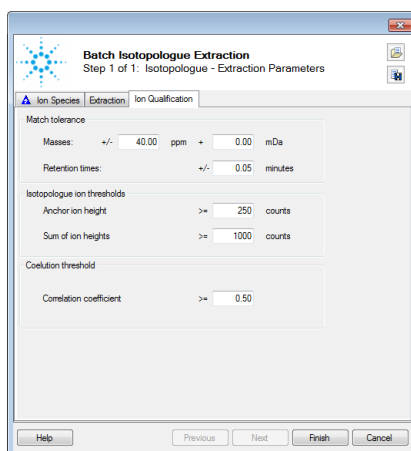 Batch Isotopologue Extraction
Step 1 of 1: Isotopologue - Extraction Parameters
Ion Species Extraction Ion Qualification
Match tolerance
Masses: +/- 40.00 ppm + 0.00 mDa
Retention times: +/- 0.05 minutes
Isotopologue ion thresholds
Anchor ion height >= 250 counts
Sum of ion heights >= 1000 counts
Coelution threshold
Correlation coefficient >= 0.50
Help Previous Next Finish Cancel